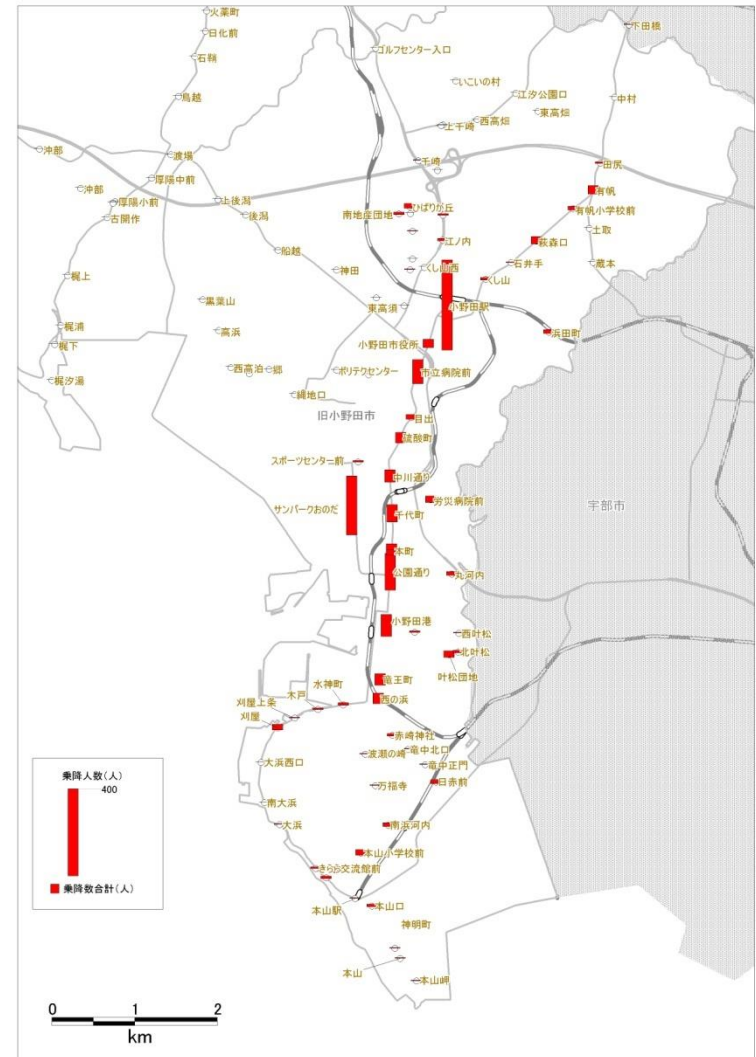 火薬町
日化前
石鞆
鳥越
沖部
渡場
沖部
厚陽中前
厚陽小前
古開作
上後潟
後潟
船越
ゴルフセンター入口
いこいの村
江汐公園口
西高畑
東高畑
上千崎
千崎
下田橋
中村
田尻
有帆
有帆小学校前
土取
萩森口
石井手
蔵本
ひばりが丘
南地産団地
江ノ内
くし山西
くし山
神田
小野田駅
東高須
浜田町
梶上
梶浦
梶下
梶汐湯
黒葉山
高浜
西高泊
郷
縄地口
ポリテクセンター
小野田市役所
市立病院前
旧小野田市
目出
硫酸町
スポーツセンター前
中川通り
サンパークおのだ
千代町
労災病院前
宇部市
本町
公園通り
丸河内
小野田港
西叶松
北叶松
叶松団地
竜王町
西の浜
水神町
木戸
刈屋上条
刈屋
赤崎神社
波瀬の崎
竜中北口
竜中正門
大浜西口
万福寺
日赤前
南大浜
大浜
南浜河内
本山小学校前
きらら交流館前
本山駅
本山口
神明町
本山
本山岬
乗降人数(人)
400
乗降数合計(人)
0 1 2
km